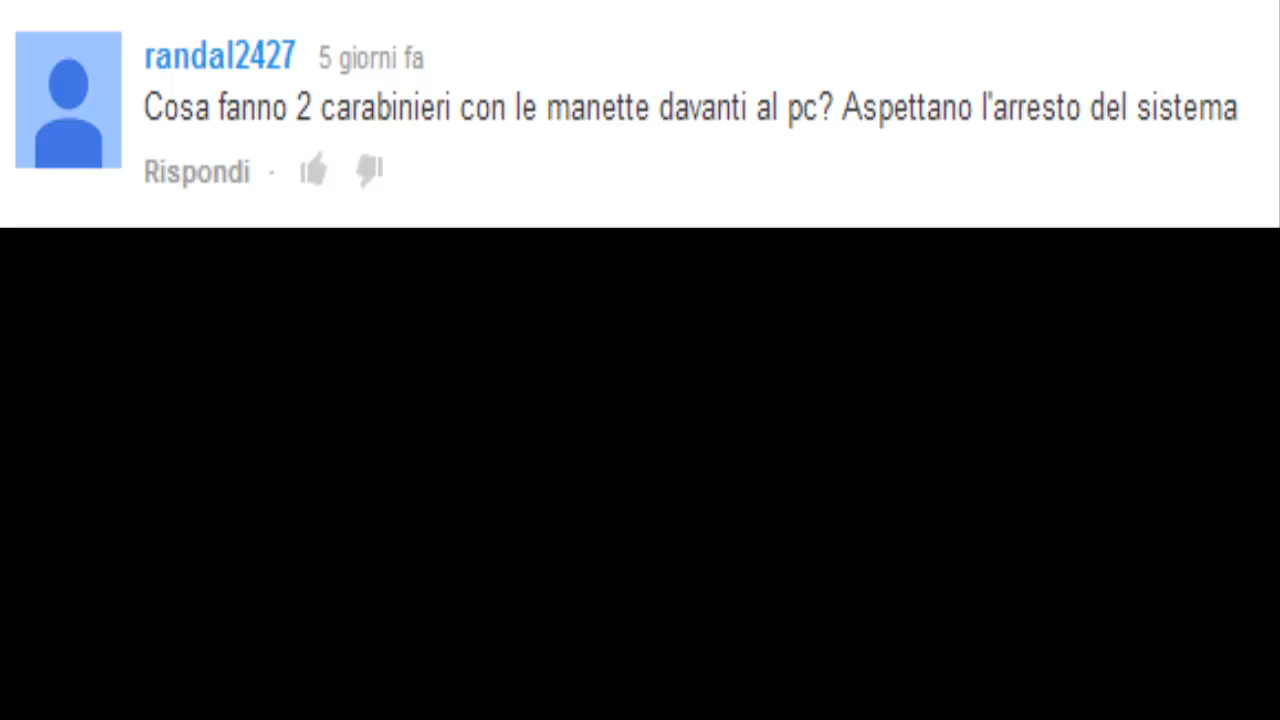 randal2427 5 giorni fa
Cosa fanno 2 carabinieri con le manette davanti al pc? Aspettano l'arresto del sistema
Rispondi ·